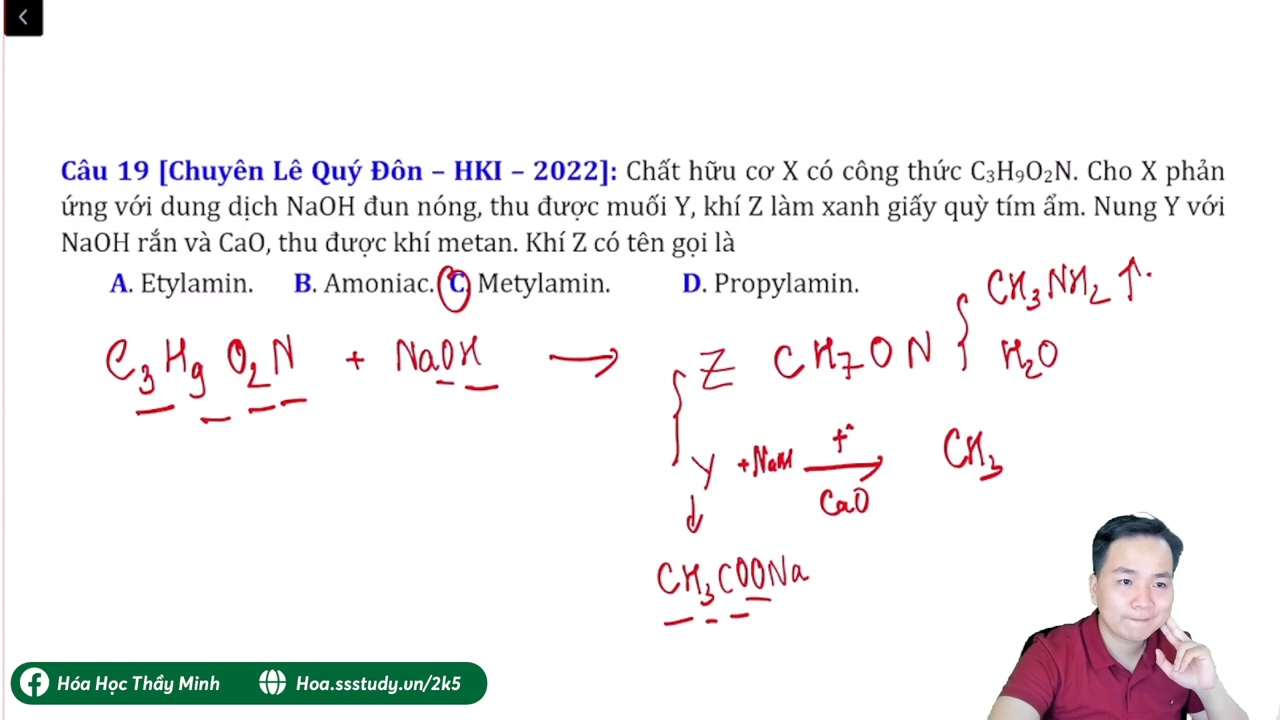 Câu 19 [Chuyên Lê Quý Đôn – HKI – 2022]: Chất hữu cơ X có công thức C₃H₉O₂N. Cho X phản
ứng với dung dịch NaOH đun nóng, thu được muối Y, khí Z làm xanh giấy quỳ tím ẩm. Nung Y với
NaOH rắn và CaO, thu được khí metan. Khí Z có tên gọi là
A. Etylamin. B. Amoniac. C. Metylamin. D. Propylamin.
CH₃NH₂ ↑
C₃H₉O₂N + NaOH → Z CH₇ON H₂O
Y +NaOH t° CaO CH₃
↓
CH₃COONa
Hóa Học Thầy Minh Hoa.ssstudy.vn/2k5